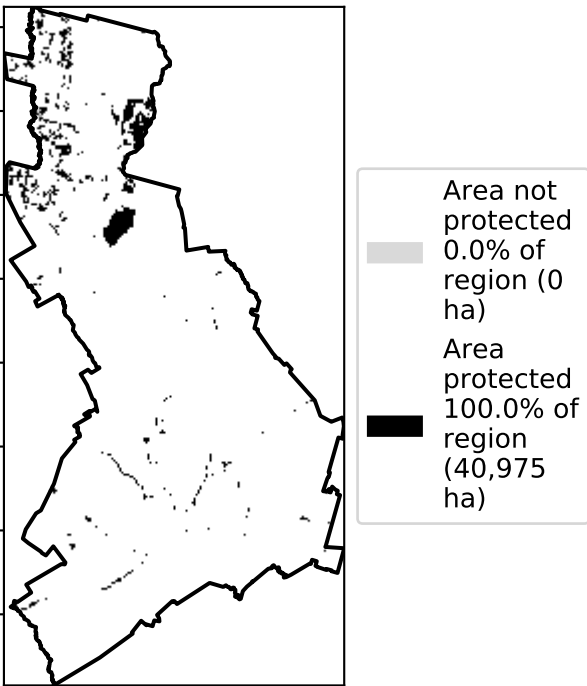 Area not
protected
0.0% of
region (0
ha)
Area
protected
100.0% of
region
(40,975
ha)